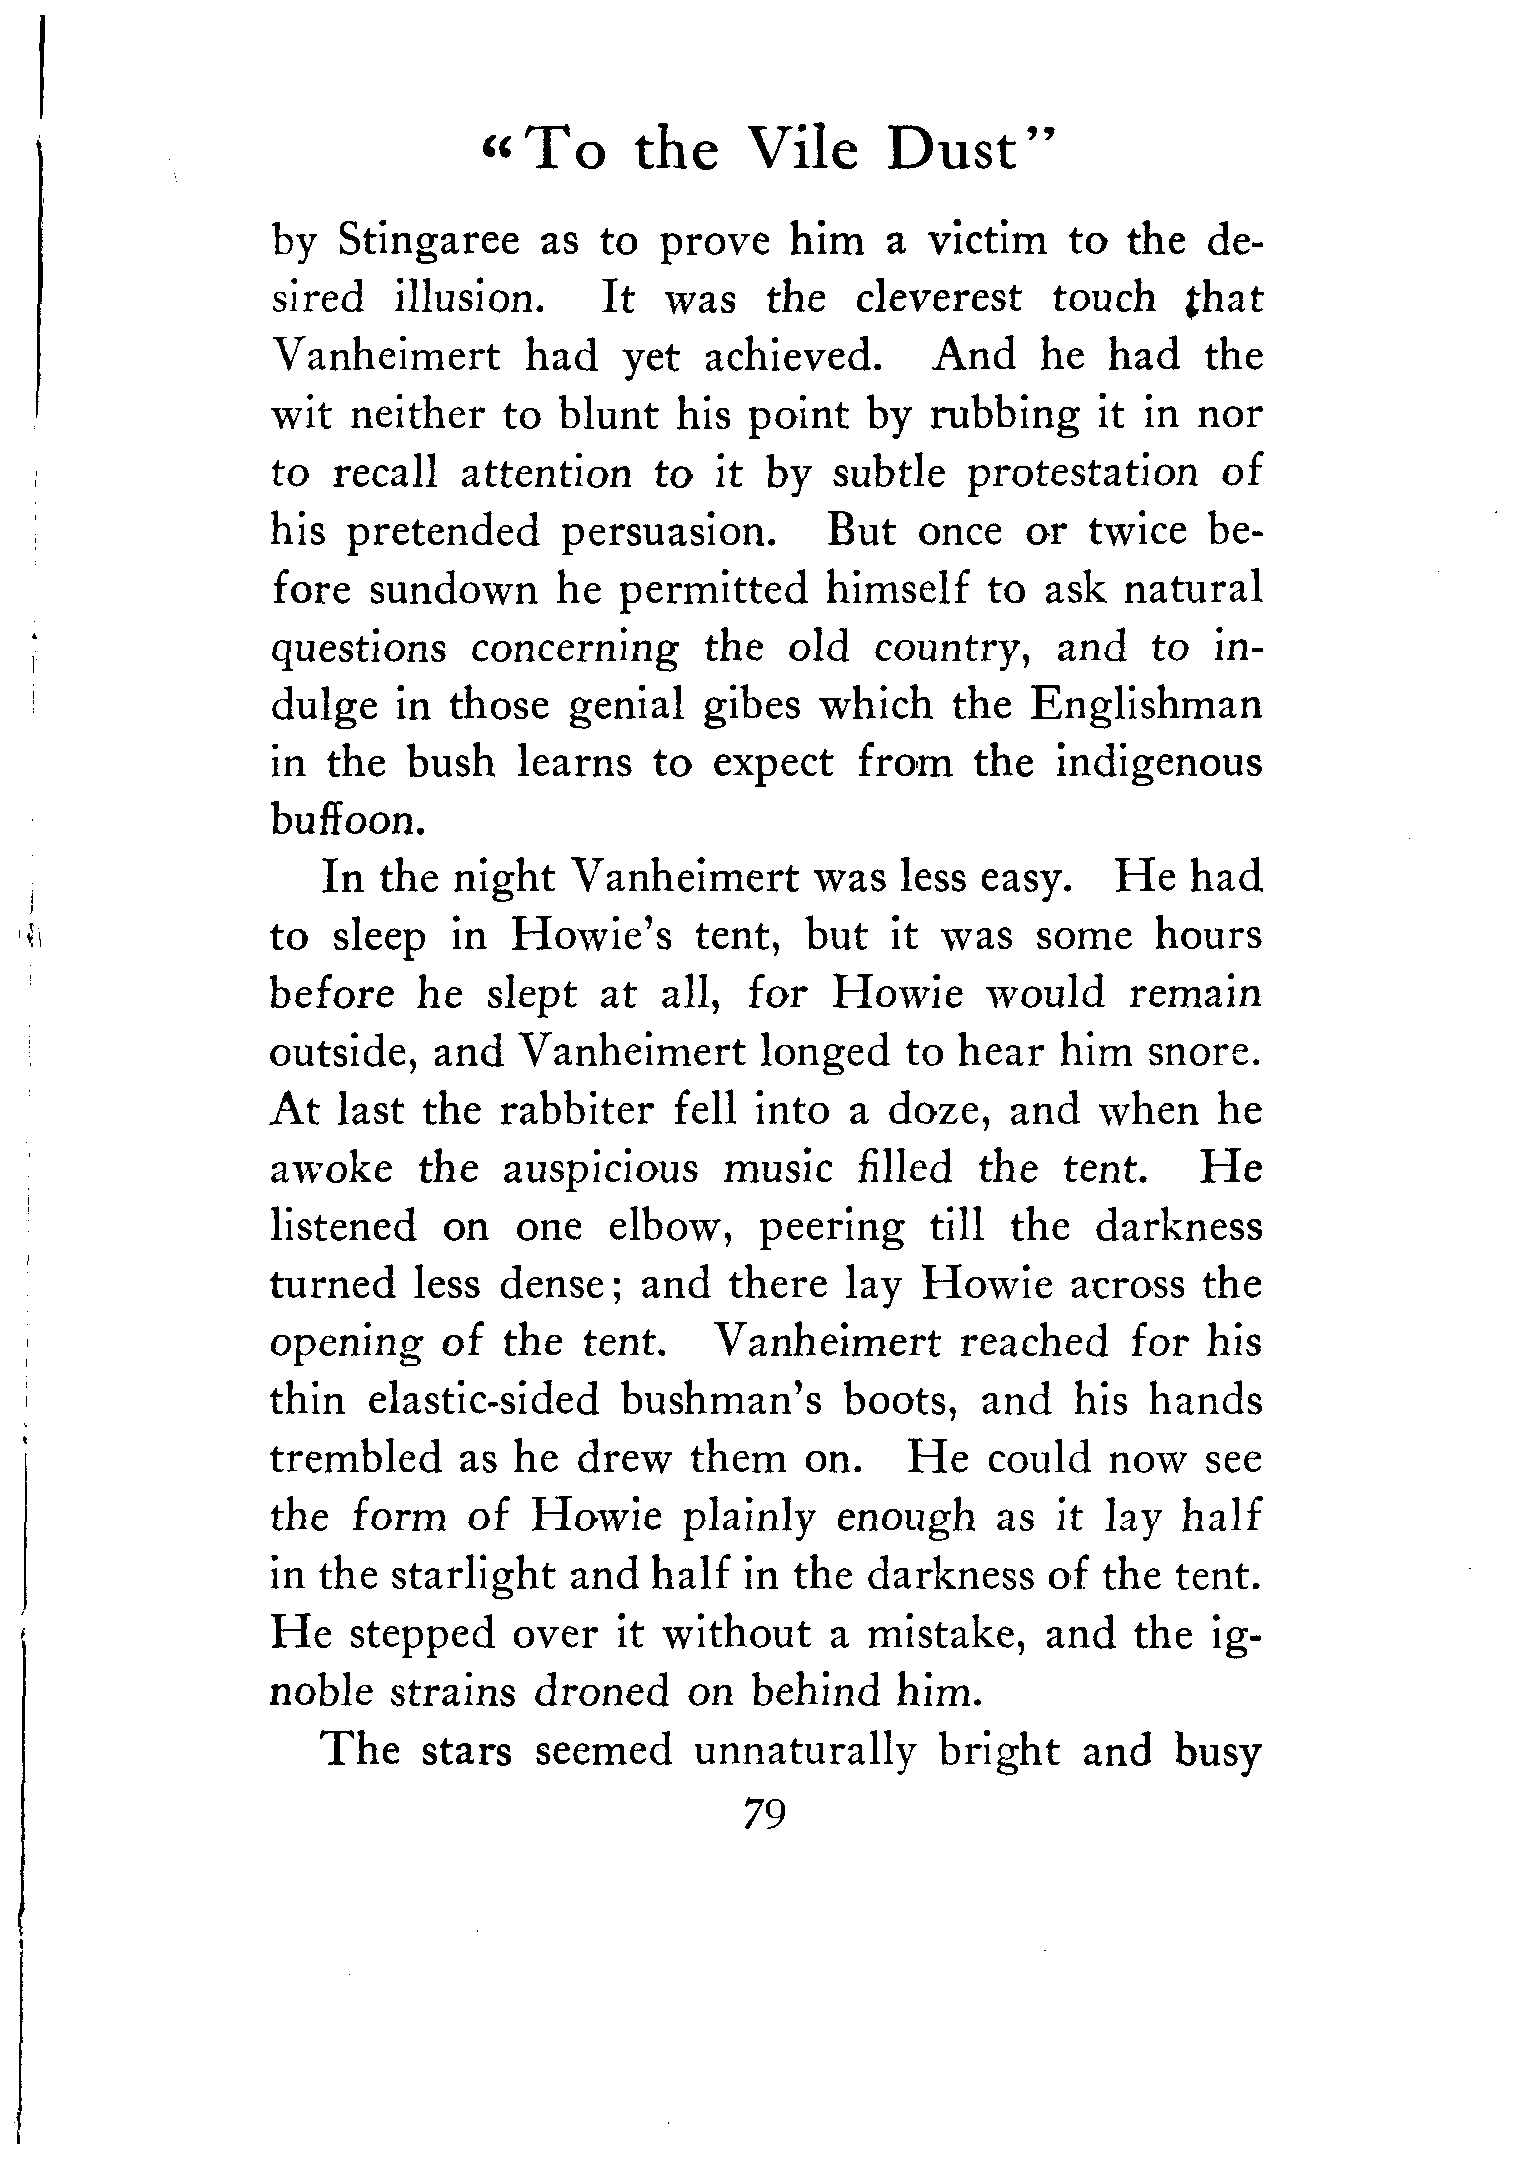 “To the Vile Dust”
by Stingaree as to prove him a victim to the de-
sired illusion. It was the cleverest touch that
Vanheimert had yet achieved. And he had the
wit neither to blunt his point by rubbing it in nor
to recall attention to it by subtle protestation of
his pretended persuasion. But once or twice be-
fore sundown he permitted himself to ask natural
questions concerning the old country, and to in-
dulge in those genial gibes which the Englishman
in the bush learns to expect from the indigenous
buffoon.
In the night Vanheimert was less easy. He had
to sleep in Howie's tent, but it was some hours
before he slept at all, for Howie would remain
outside, and Vanheimert longed to hear him snore.
At last the rabbiter fell into a doze, and when he
awoke the auspicious music filled the tent. He
listened on one elbow, peering till the darkness
turned less dense; and there lay Howie across the
opening of the tent. Vanheimert reached for his
thin elastic-sided bushman's boots, and his hands
trembled as he drew them on. He could now see
the form of Howie plainly enough as it lay half
in the starlight and half in the darkness of the tent.
He stepped over it without a mistake, and the ig-
noble strains droned on behind him.
The stars seemed unnaturally bright and busy
79